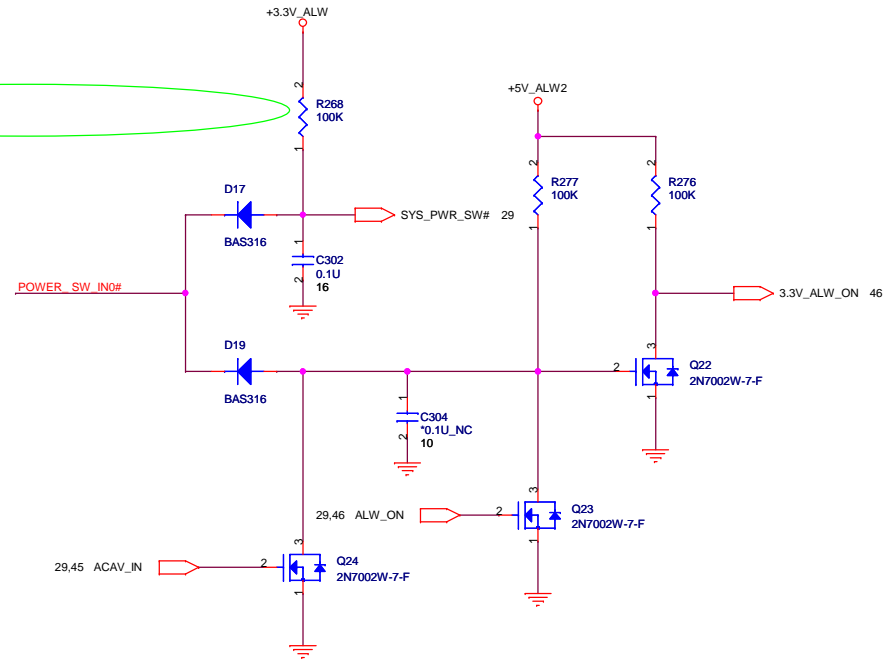 +3.3V_ALW
2
R268
100K
1
+5V_ALW2
2
R277
100K
2
R276
100K
D17
BAS316
SYS_PWR_SW# 29
1
C302
0.1U
2
16
POWER_ SW_IN0#
3.3V_ALW_ON 46
D19
BAS316
3
2
Q22
2N7002W-7-F
1
1
C304
*0.1U_NC
2
10
3
29,46 ALW_ON
2
Q23
2N7002W-7-F
1
3
29,45 ACAV_IN
2
Q24
2N7002W-7-F
1